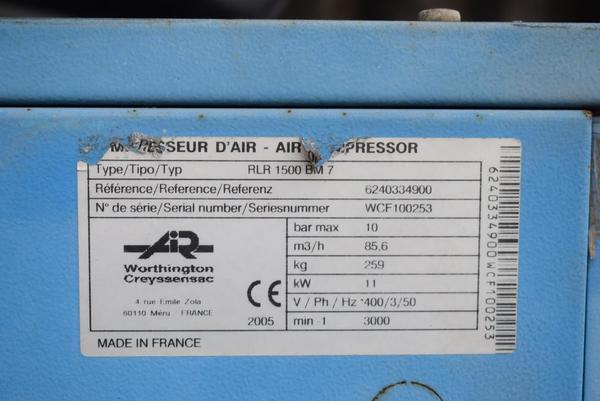 D'AIR - AIR
Type/Tipo/Typ RLR 1500 BM 7
Référence/Reference/Referenz 6240334900
N° de série/Serial number/Seriesnummer WCF100253
bar max 10
m3/h 85,6
kg 259
kW 11
V / Ph / Hz 400/3/50
min -1 3000
AiR
Worthington
Creyssensac
4 rue Emile Zola
60110 Méru FRANCE
CE
2005
MADE IN FRANCE
6240334900WCF100253